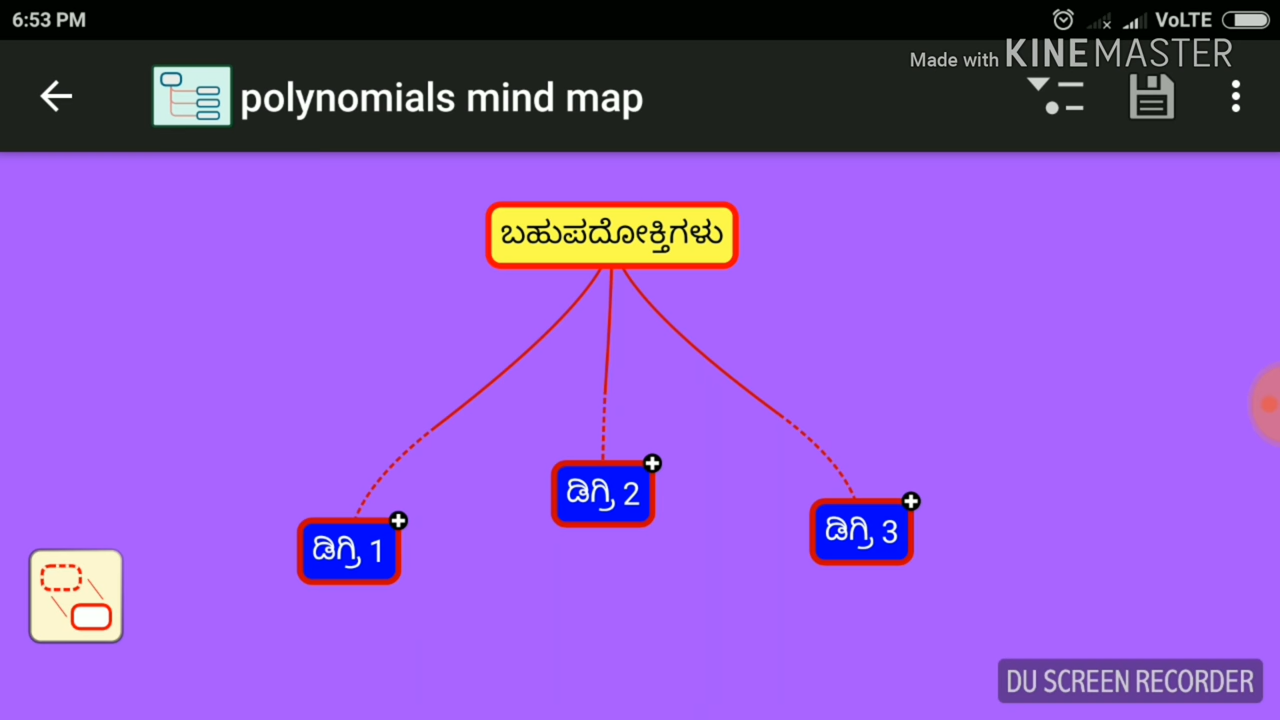 6:53 PM
VoLTE
Made with KINEMASTER
polynomials mind map
ಬಹುಪದೋಕ್ತಿಗಳು
ಡಿಗ್ರಿ 1
ಡಿಗ್ರಿ 2
ಡಿಗ್ರಿ 3
DU SCREEN RECORDER